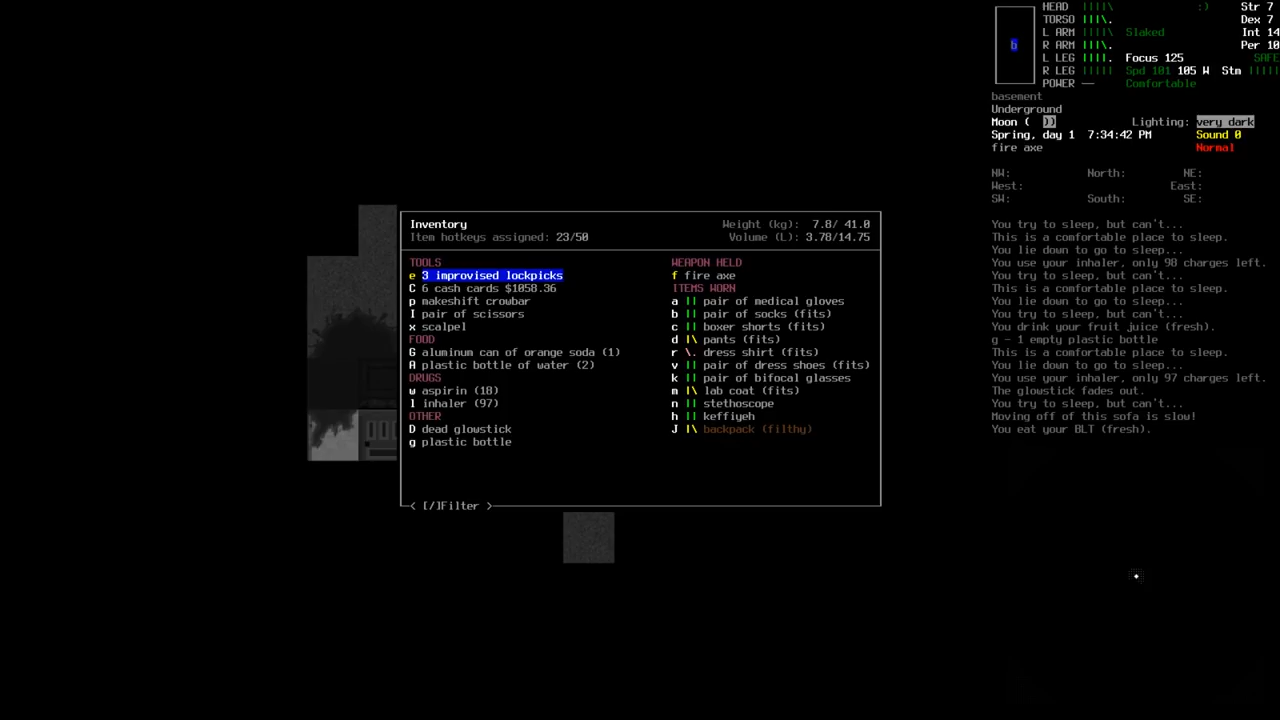 HEAD ||||\ :) Str 7
TORSO |||\. Dex 7
L ARM ||||\ Slaked Int 14
R ARM |||\. Per 10
L LEG ||||. Focus 125 SAFE
R LEG ||||| Spd 101 105 W Stm |||||
POWER -- Comfortable
b
basement
Underground
Moon ( )) Lighting: very dark
Spring, day 1 7:34:42 PM Sound 0
fire axe Normal
NW: North: NE:
West: East:
SW: South: SE:
You try to sleep, but can't...
This is a comfortable place to sleep.
You lie down to go to sleep...
You use your inhaler, only 98 charges left.
You try to sleep, but can't...
This is a comfortable place to sleep.
You lie down to go to sleep...
You try to sleep, but can't...
You drink your fruit juice (fresh).
g - 1 empty plastic bottle
This is a comfortable place to sleep.
You lie down to go to sleep...
You use your inhaler, only 97 charges left.
The glowstick fades out.
You try to sleep, but can't...
Moving off of this sofa is slow!
You eat your BLT (fresh).
Inventory Weight (kg): 7.8/ 41.0
Item hotkeys assigned: 23/50 Volume (L): 3.78/14.75
TOOLS
e 3 improvised lockpicks
C 6 cash cards $1058.36
p makeshift crowbar
I pair of scissors
x scalpel
FOOD
G aluminum can of orange soda (1)
A plastic bottle of water (2)
DRUGS
w aspirin (18)
l inhaler (97)
OTHER
D dead glowstick
g plastic bottle
WEAPON HELD
f fire axe
ITEMS WORN
a || pair of medical gloves
b || pair of socks (fits)
c || boxer shorts (fits)
d |\ pants (fits)
r \. dress shirt (fits)
v || pair of dress shoes (fits)
k || pair of bifocal glasses
m |\ lab coat (fits)
n || stethoscope
h || keffiyeh
J |\ backpack (filthy)
< [/]Filter >